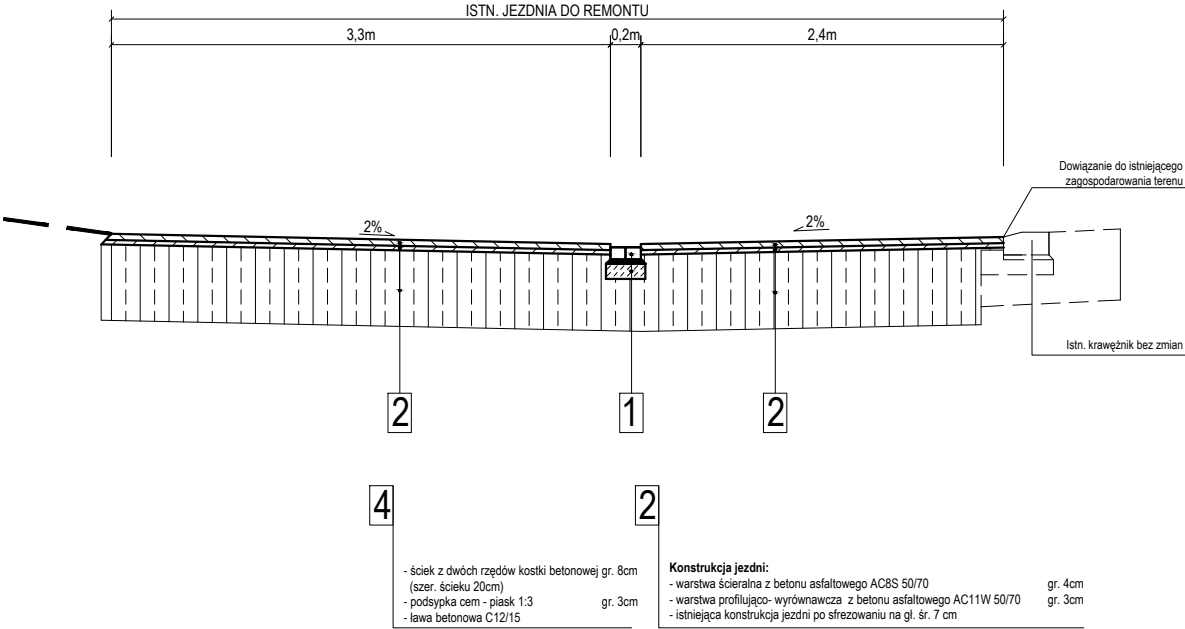 ISTN. JEZDNIA DO REMONTU
3,3m 0,2m 2,4m
Dowiązanie do istniejącego
zagospodarowania terenu
2% 2%
Istn. krawężnik bez zmian
2 1 2
4
- ściek z dwóch rzędów kostki betonowej gr. 8cm
(szer. ścieku 20cm)
- podsypka cem - piask 1:3 gr. 3cm
- ława betonowa C12/15
2
Konstrukcja jezdni:
- warstwa ścieralna z betonu asfaltowego AC8S 50/70 gr. 4cm
- warstwa profilująco- wyrównawcza z betonu asfaltowego AC11W 50/70 gr. 3cm
- istniejąca konstrukcja jezdni po sfrezowaniu na gł. śr. 7 cm